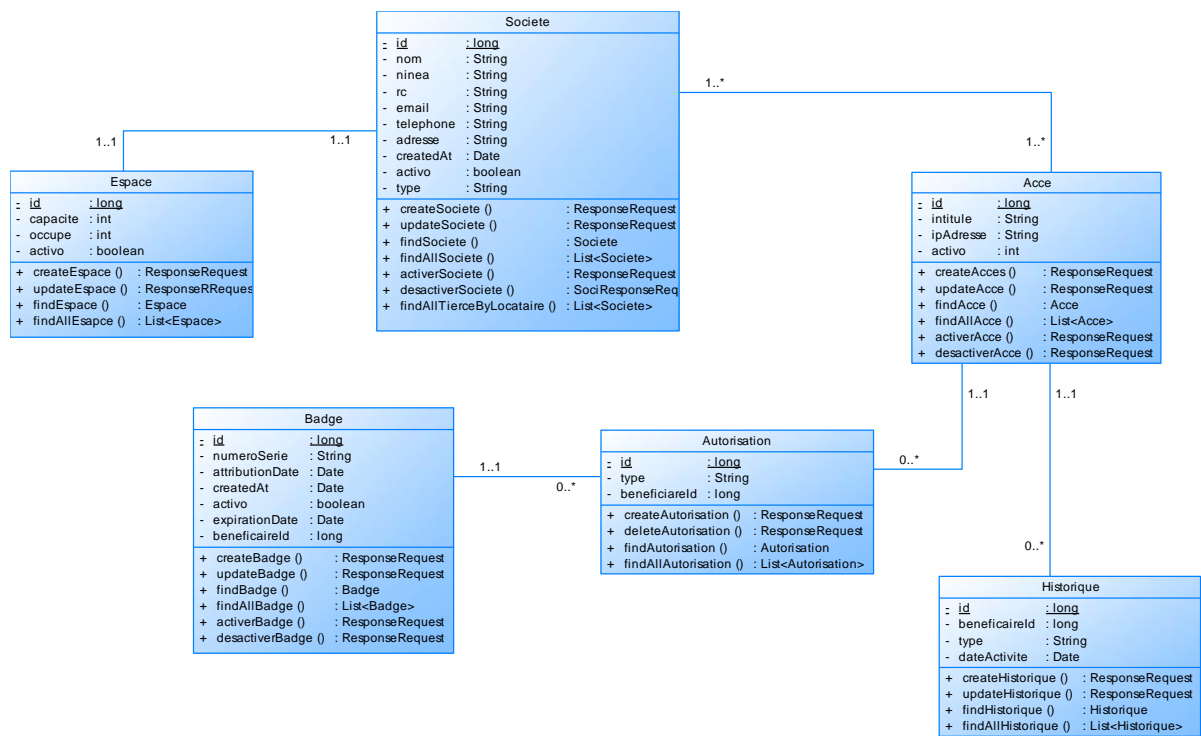 Societe
- id : long
- nom : String
- ninea : String
- rc : String
- email : String
- telephone : String
- adresse : String
- createdAt : Date
- activo : boolean
- type : String
+ createSociete () : ResponseRequest
+ updateSociete () : ResponseRequest
+ findSociete () : Societe
+ findAllSociete () : List<Societe>
+ activerSociete () : ResponseRequest
+ desactiverSociete () : SociResponseReq
+ findAllTierceByLocataire () : List<Societe>
1..*
1..*
1..1
1..1
Espace
- id : long
- capacite : int
- occupe : int
- activo : boolean
+ createEspace () : ResponseRequest
+ updateEspace () : ResponseRReques
+ findEspace () : Espace
+ findAllEsapce () : List<Espace>
Acce
- id : long
- intitule : String
- ipAdresse : String
- activo : int
+ createAcces () : ResponseRequest
+ updateAcce () : ResponseRequest
+ findAcce () : Acce
+ findAllAcce () : List<Acce>
+ activerAcce () : ResponseRequest
+ desactiverAcce () : ResponseRequest
1..1
1..1
Badge
- id : long
- numeroSerie : String
- attributionDate : Date
- createdAt : Date
- activo : boolean
- expirationDate : Date
- beneficaireId : long
+ createBadge () : ResponseRequest
+ updateBadge () : ResponseRequest
+ findBadge () : Badge
+ findAllBadge () : List<Badge>
+ activerBadge () : ResponseRequest
+ desactiverBadge () : ResponseRequest
1..1
0..*
Autorisation
- id : long
- type : String
- beneficiareId : long
+ createAutorisation () : ResponseRequest
+ deleteAutorisation () : ResponseRequest
+ findAutorisation () : Autorisation
+ findAllAutorisation () : List<Autorisation>
0..*
0..*
Historique
- id : long
- beneficaireId : long
- type : String
- dateActivite : Date
+ createHistorique () : ResponseRequest
+ updateHistorique () : ResponseRequest
+ findHistorique () : Historique
+ findAllHistorique () : List<Historique>